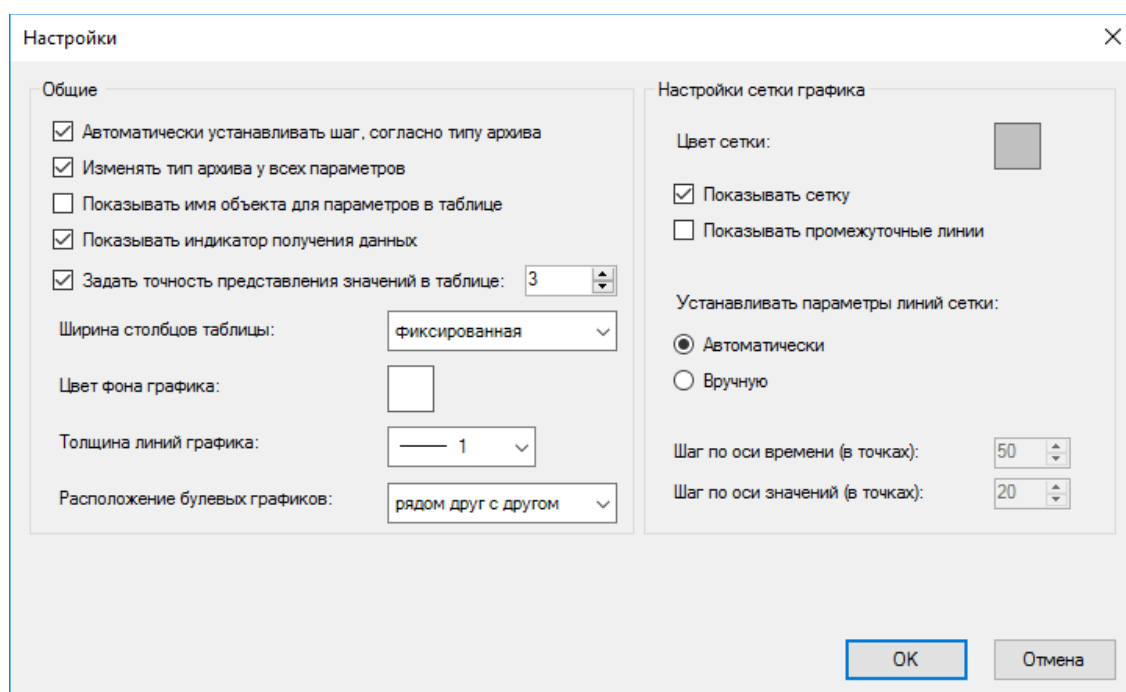 Настройки
Общие
Автоматически устанавливать шаг, согласно типу архива
Изменять тип архива у всех параметров
Показывать имя объекта для параметров в таблице
Показывать индикатор получения данных
Задать точность представления значений в таблице: 3
Ширина столбцов таблицы: фиксированная
Цвет фона графика:
Толщина линий графика: 1
Расположение булевых графиков: рядом друг с другом
Настройки сетки графика
Цвет сетки:
Показывать сетку
Показывать промежуточные линии
Устанавливать параметры линий сетки:
Автоматически
Вручную
Шаг по оси времени (в точках): 50
Шаг по оси значений (в точках): 20
OK Отмена